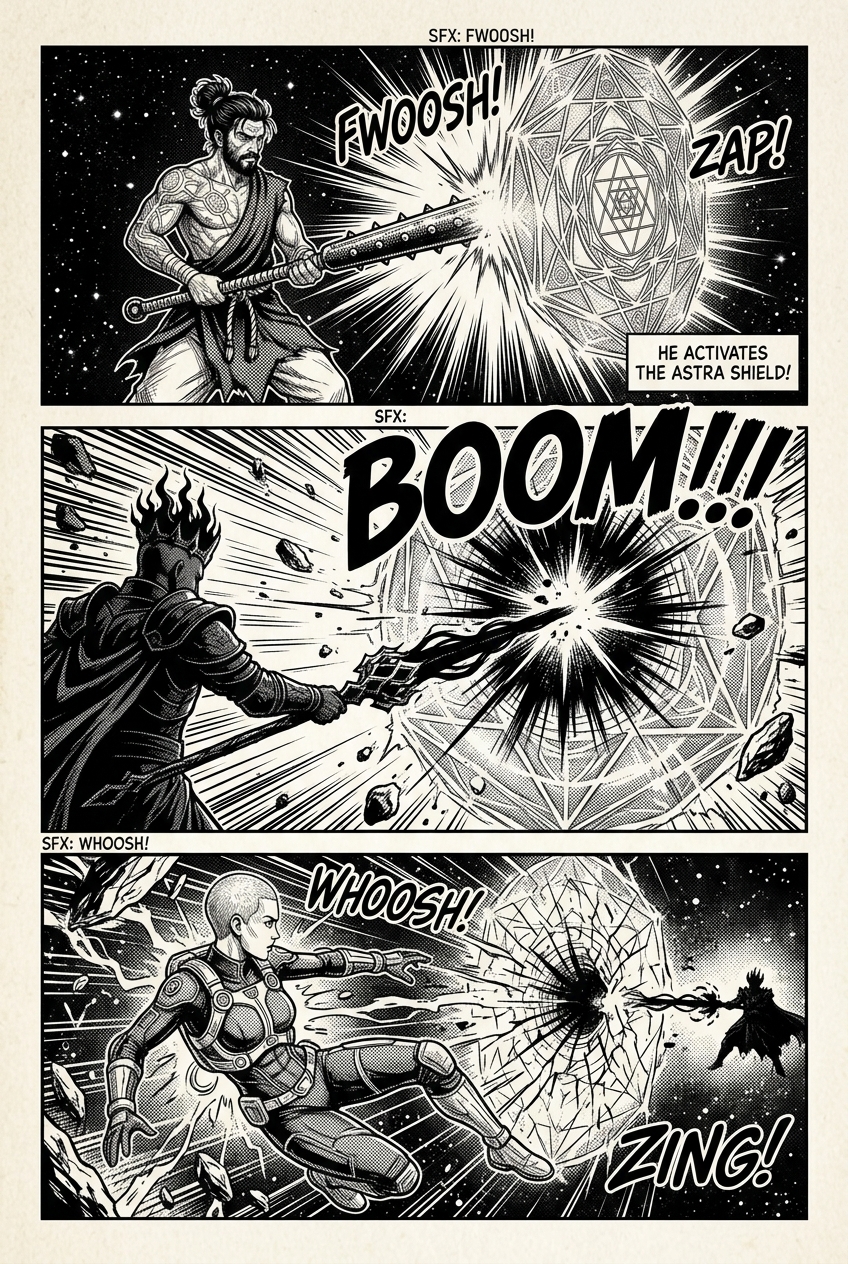 SFX: FWOOSH!
FWOOSH!
ZAP!
HE ACTIVATES
THE ASTRA SHIELD!
SFX:
BOOM!!!
SFX: WHOOSH!
WHOOSH!
ZING!